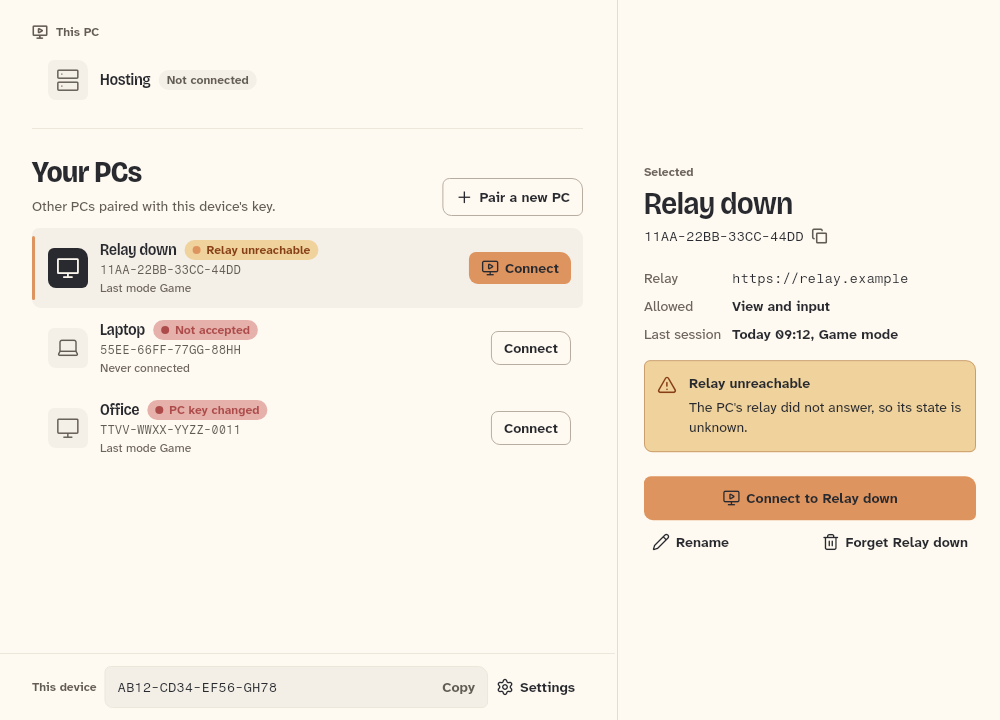 This PC
Hosting Not connected
Your PCs
Other PCs paired with this device's key.
Pair a new PC
Relay down Relay unreachable
11AA-22BB-33CC-44DD
Last mode Game
Connect
Laptop Not accepted
55EE-66FF-77GG-88HH
Never connected
Connect
Office PC key changed
TTVV-WWXX-YYZZ-0011
Last mode Game
Connect
This device AB12-CD34-EF56-GH78 Copy Settings
Selected
Relay down
11AA-22BB-33CC-44DD
Relay https://relay.example
Allowed View and input
Last session Today 09:12, Game mode
Relay unreachable
The PC's relay did not answer, so its state is
unknown.
Connect to Relay down
Rename Forget Relay down